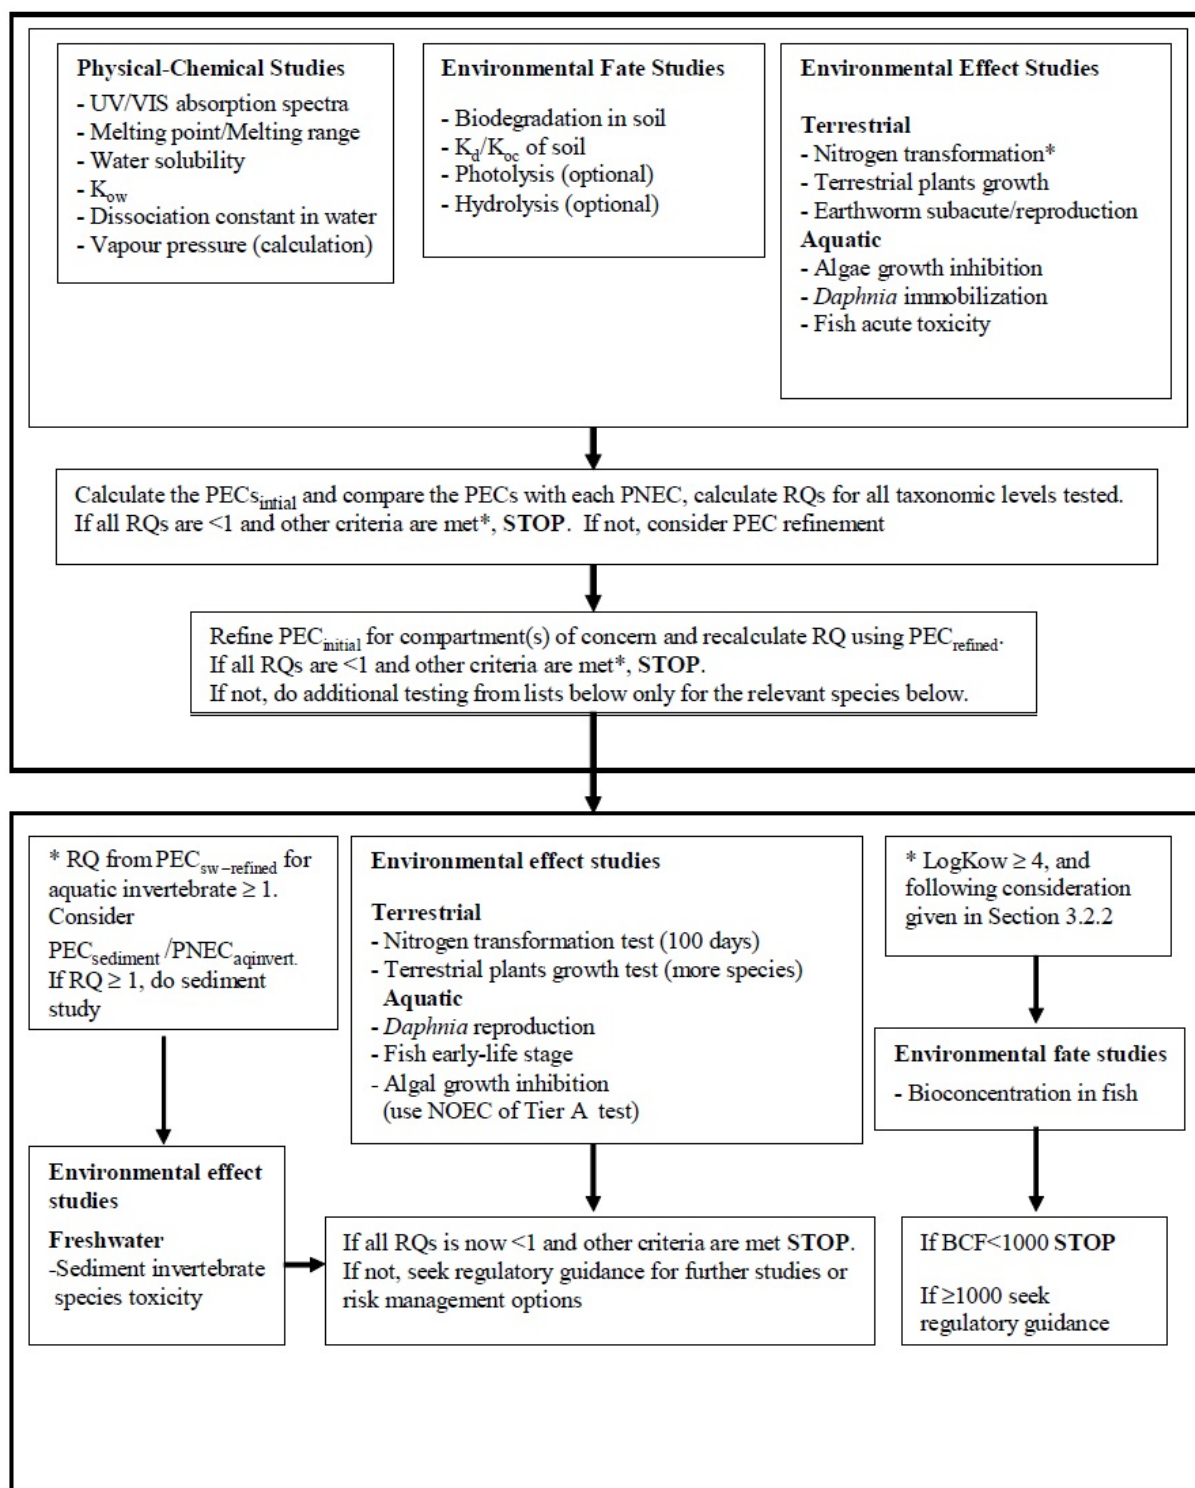 Physical-Chemical Studies
- UV/VIS absorption spectra
- Melting point/Melting range
- Water solubility
- Kow
- Dissociation constant in water
- Vapour pressure (calculation)
Environmental Fate Studies
- Biodegradation in soil
- Kd/Koc of soil
- Photolysis (optional)
- Hydrolysis (optional)
Environmental Effect Studies
Terrestrial
- Nitrogen transformation*
- Terrestrial plants growth
- Earthworm subacute/reproduction
Aquatic
- Algae growth inhibition
- Daphnia immobilization
- Fish acute toxicity
Calculate the PECsintial and compare the PECs with each PNEC, calculate RQs for all taxonomic levels tested.
If all RQs are <1 and other criteria are met*, STOP. If not, consider PEC refinement
Refine PECinitial for compartment(s) of concern and recalculate RQ using PECrefined.
If all RQs are <1 and other criteria are met*, STOP.
If not, do additional testing from lists below only for the relevant species below.
* RQ from PECsw–refined for
aquatic invertebrate ≥ 1.
Consider
PECsediment/PNECaqinvert.
If RQ ≥ 1, do sediment
study
Environmental effect studies
Terrestrial
- Nitrogen transformation test (100 days)
- Terrestrial plants growth test (more species)
Aquatic
- Daphnia reproduction
- Fish early-life stage
- Algal growth inhibition
(use NOEC of Tier A test)
* LogKow ≥ 4, and
following consideration
given in Section 3.2.2
Environmental fate studies
- Bioconcentration in fish
Environmental effect
studies
Freshwater
-Sediment invertebrate
species toxicity
If all RQs is now <1 and other criteria are met STOP.
If not, seek regulatory guidance for further studies or
risk management options
If BCF<1000 STOP
If ≥1000 seek
regulatory guidance